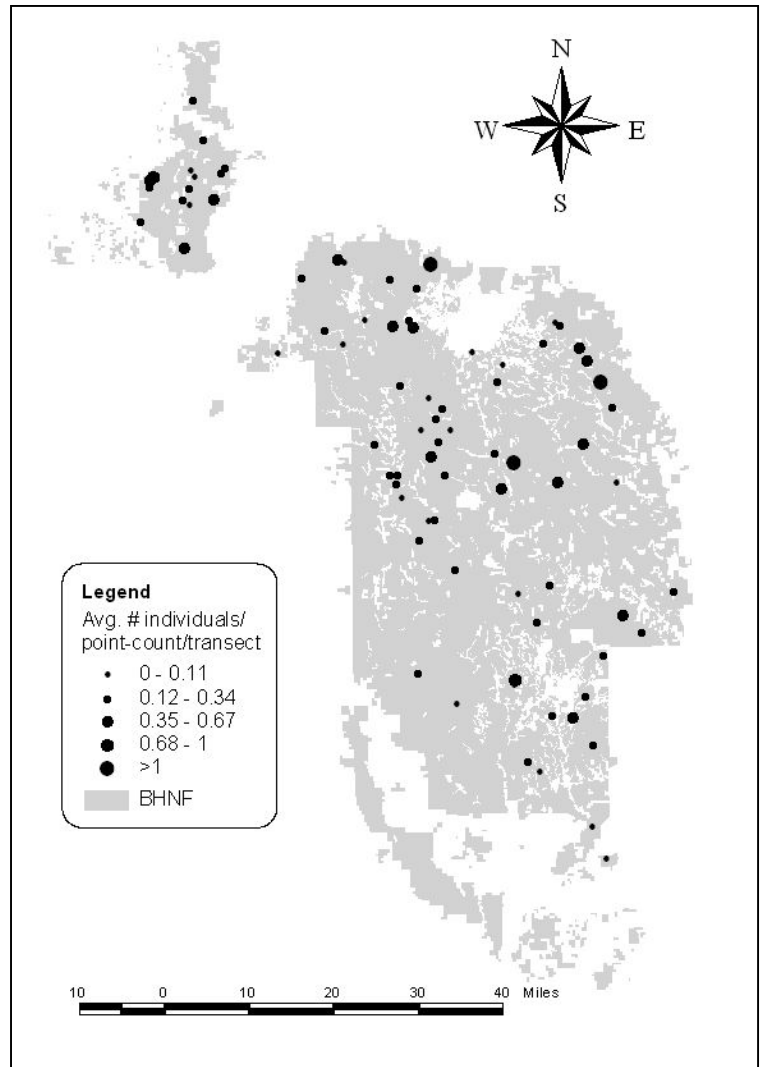 N
W E
S
Legend
Avg. # individuals/
point-count/transect
0 - 0.11
0.12 - 0.34
0.35 - 0.67
0.68 - 1
>1
BHNF
10 0 10 20 30 40 Miles